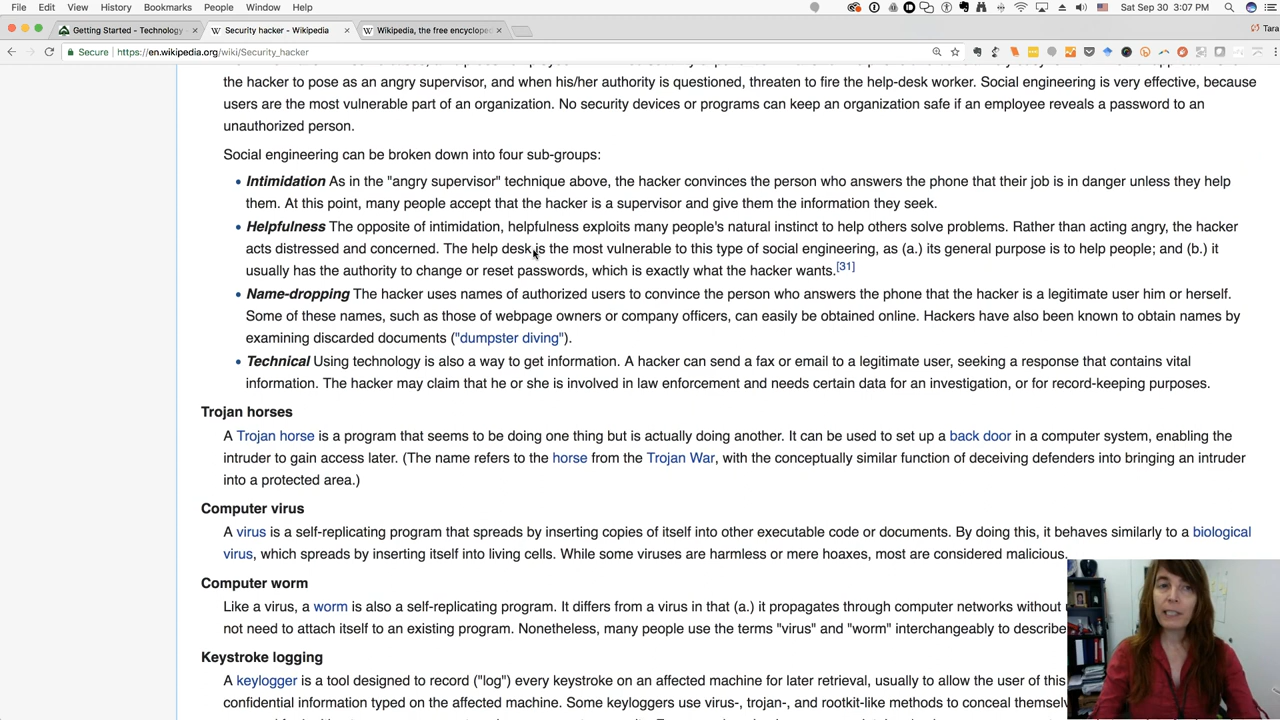 File Edit View History Bookmarks People Window Help Sat Sep 30 3:07 PM
Getting Started - Technology × Security hacker - Wikipedia × Wikipedia, the free encycloped × Tara
Secure https://en.wikipedia.org/wiki/Security_hacker
the hacker to pose as an angry supervisor, and when his/her authority is questioned, threaten to fire the help-desk worker. Social engineering is very effective, because
users are the most vulnerable part of an organization. No security devices or programs can keep an organization safe if an employee reveals a password to an
unauthorized person.
Social engineering can be broken down into four sub-groups:
• Intimidation As in the "angry supervisor" technique above, the hacker convinces the person who answers the phone that their job is in danger unless they help
them. At this point, many people accept that the hacker is a supervisor and give them the information they seek.
• Helpfulness The opposite of intimidation, helpfulness exploits many people's natural instinct to help others solve problems. Rather than acting angry, the hacker
acts distressed and concerned. The help desk is the most vulnerable to this type of social engineering, as (a.) its general purpose is to help people; and (b.) it
usually has the authority to change or reset passwords, which is exactly what the hacker wants.[31]
• Name-dropping The hacker uses names of authorized users to convince the person who answers the phone that the hacker is a legitimate user him or herself.
Some of these names, such as those of webpage owners or company officers, can easily be obtained online. Hackers have also been known to obtain names by
examining discarded documents ("dumpster diving").
• Technical Using technology is also a way to get information. A hacker can send a fax or email to a legitimate user, seeking a response that contains vital
information. The hacker may claim that he or she is involved in law enforcement and needs certain data for an investigation, or for record-keeping purposes.
Trojan horses
A Trojan horse is a program that seems to be doing one thing but is actually doing another. It can be used to set up a back door in a computer system, enabling the
intruder to gain access later. (The name refers to the horse from the Trojan War, with the conceptually similar function of deceiving defenders into bringing an intruder
into a protected area.)
Computer virus
A virus is a self-replicating program that spreads by inserting copies of itself into other executable code or documents. By doing this, it behaves similarly to a biological
virus, which spreads by inserting itself into living cells. While some viruses are harmless or mere hoaxes, most are considered malicious.
Computer worm
Like a virus, a worm is also a self-replicating program. It differs from a virus in that (a.) it propagates through computer networks without
not need to attach itself to an existing program. Nonetheless, many people use the terms "virus" and "worm" interchangeably to describe
Keystroke logging
A keylogger is a tool designed to record ("log") every keystroke on an affected machine for later retrieval, usually to allow the user of this
confidential information typed on the affected machine. Some keyloggers use virus-, trojan-, and rootkit-like methods to conceal themsel